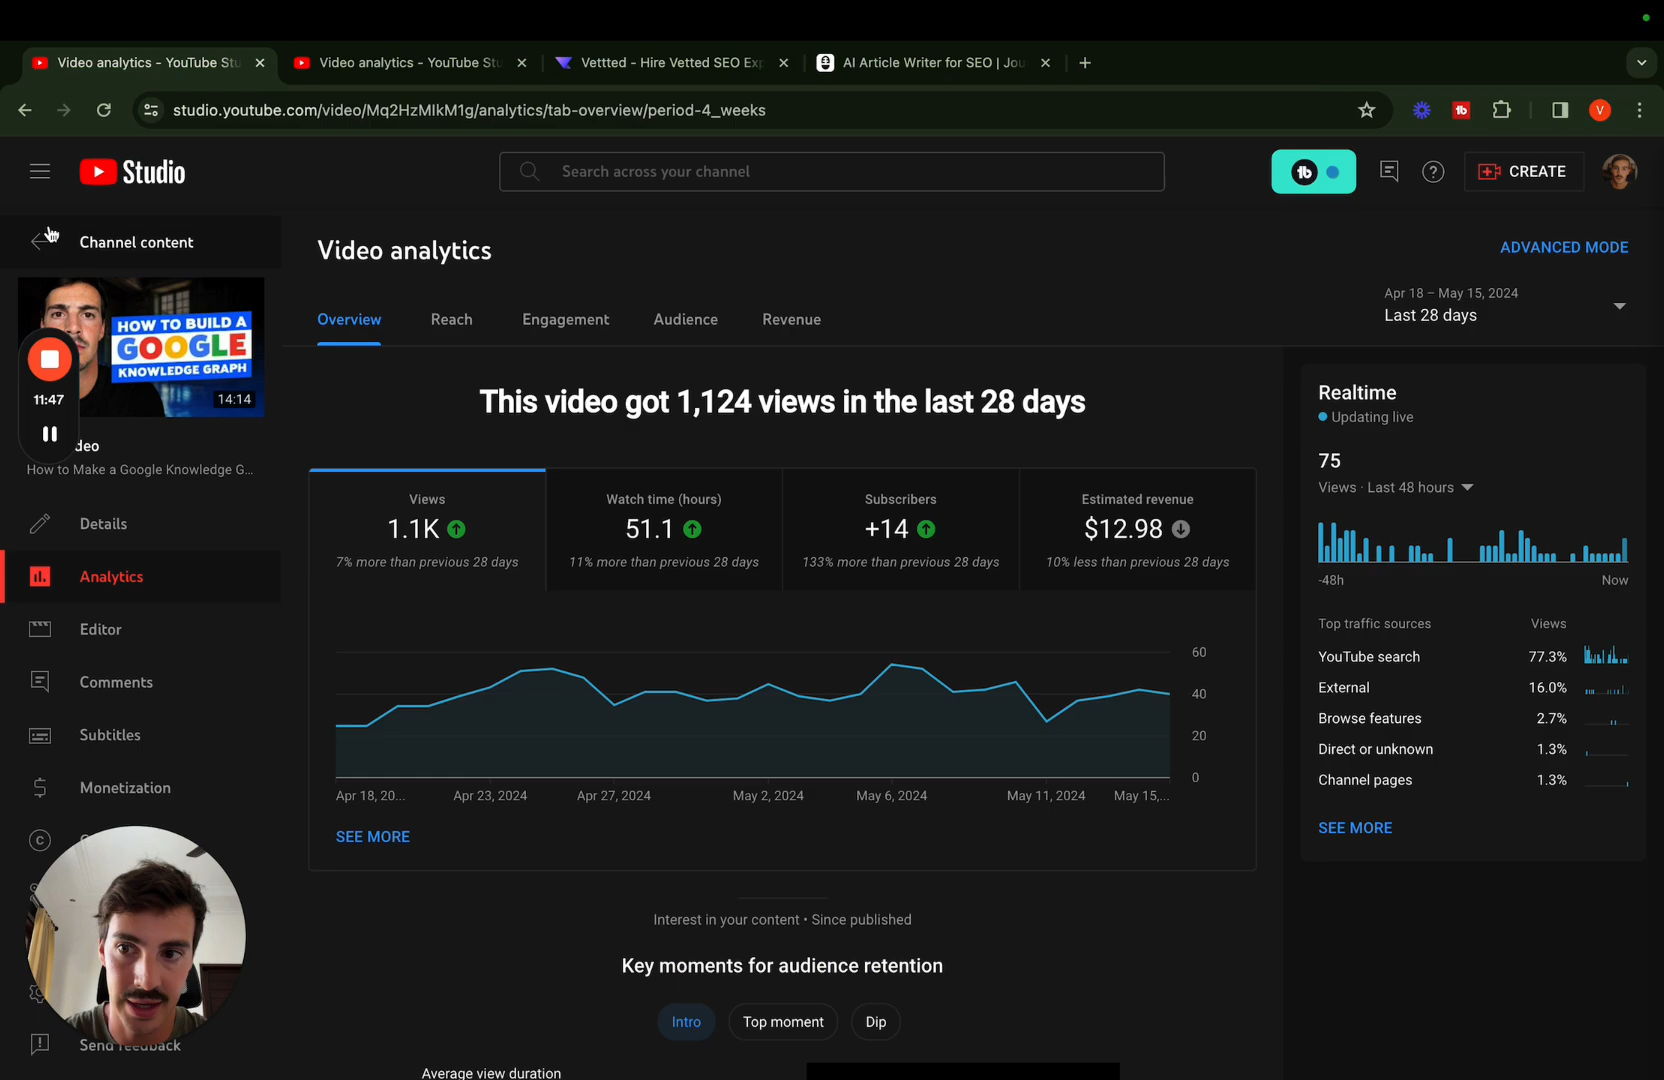 Video analytics - YouTube Stu
Video analytics - YouTube Stu
Vettted - Hire Vetted SEO Exp
AI Article Writer for SEO | Jou
studio.youtube.com/video/Mq2HzMIkM1g/analytics/tab-overview/period-4_weeks
V
Studio
Search across your channel
tb
CREATE
Channel content
HOW TO BUILD A
GOOGLE
KNOWLEDGE GRAPH
14:14
11:47
deo
How to Make a Google Knowledge G...
Details
Analytics
Editor
Comments
Subtitles
Monetization
Send feedback
Video analytics
ADVANCED MODE
Overview
Reach
Engagement
Audience
Revenue
Apr 18 – May 15, 2024
Last 28 days
This video got 1,124 views in the last 28 days
Views
1.1K
7% more than previous 28 days
Watch time (hours)
51.1
11% more than previous 28 days
Subscribers
+14
133% more than previous 28 days
Estimated revenue
$12.98
10% less than previous 28 days
60
40
20
0
Apr 18, 20...
Apr 23, 2024
Apr 27, 2024
May 2, 2024
May 6, 2024
May 11, 2024
May 15,...
SEE MORE
Interest in your content • Since published
Key moments for audience retention
Intro
Top moment
Dip
Average view duration
Realtime
Updating live
75
Views · Last 48 hours
-48h
Now
Top traffic sources
Views
YouTube search
77.3%
External
16.0%
Browse features
2.7%
Direct or unknown
1.3%
Channel pages
1.3%
SEE MORE